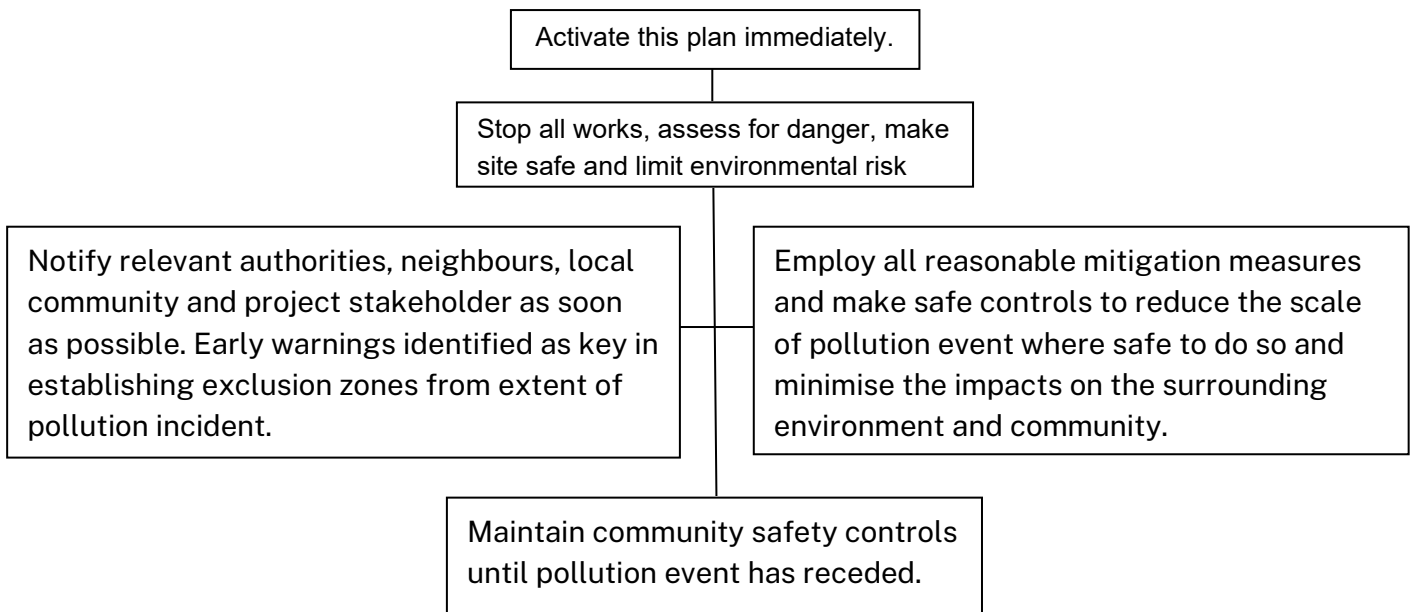 Activate this plan immediately.
Stop all works, assess for danger, make
site safe and limit environmental risk
Notify relevant authorities, neighbours, local
community and project stakeholder as soon
as possible. Early warnings identified as key in
establishing exclusion zones from extent of
pollution incident.
Employ all reasonable mitigation measures
and make safe controls to reduce the scale
of pollution event where safe to do so and
minimise the impacts on the surrounding
environment and community.
Maintain community safety controls
until pollution event has receded.